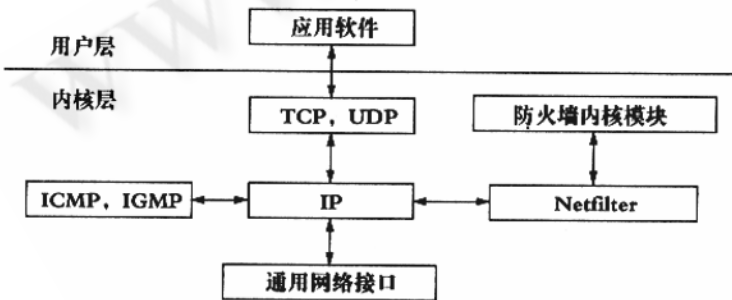 应用软件
用户层
内核层
TCP，UDP
防火墙内核模块
ICMP，IGMP
IP
Netfilter
通用网络接口